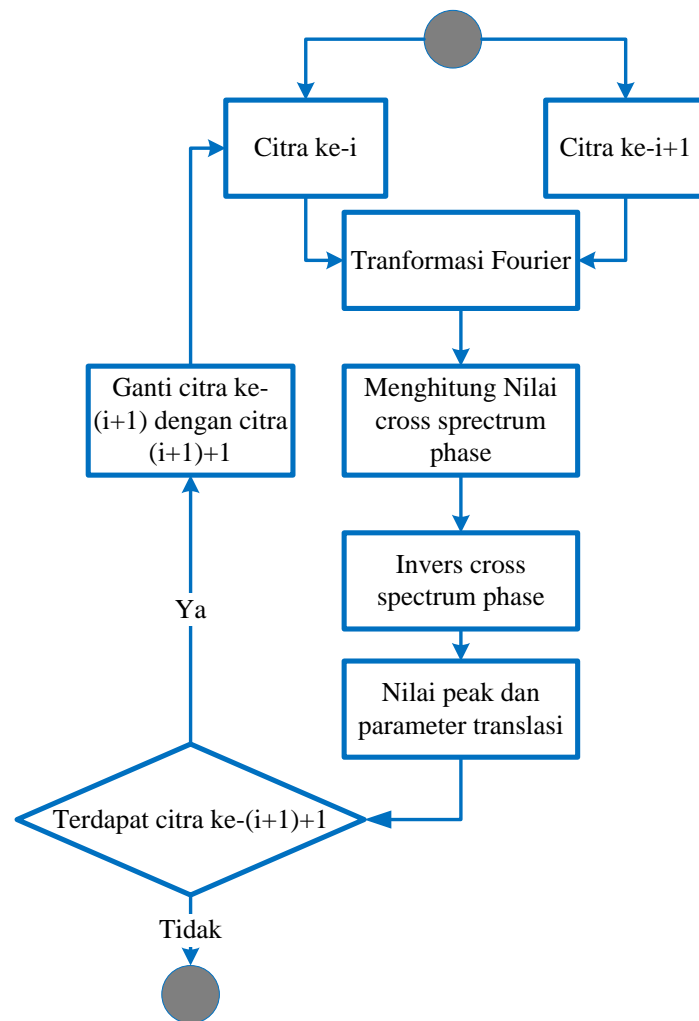 Citra ke-i
Citra ke-i+1
Tranformasi Fourier
Ganti citra ke-
(i+1) dengan citra
(i+1)+1
Menghitung Nilai
cross sprectrum
phase
Invers cross
spectrum phase
Ya
Nilai peak dan
parameter translasi
Terdapat citra ke-(i+1)+1
Tidak